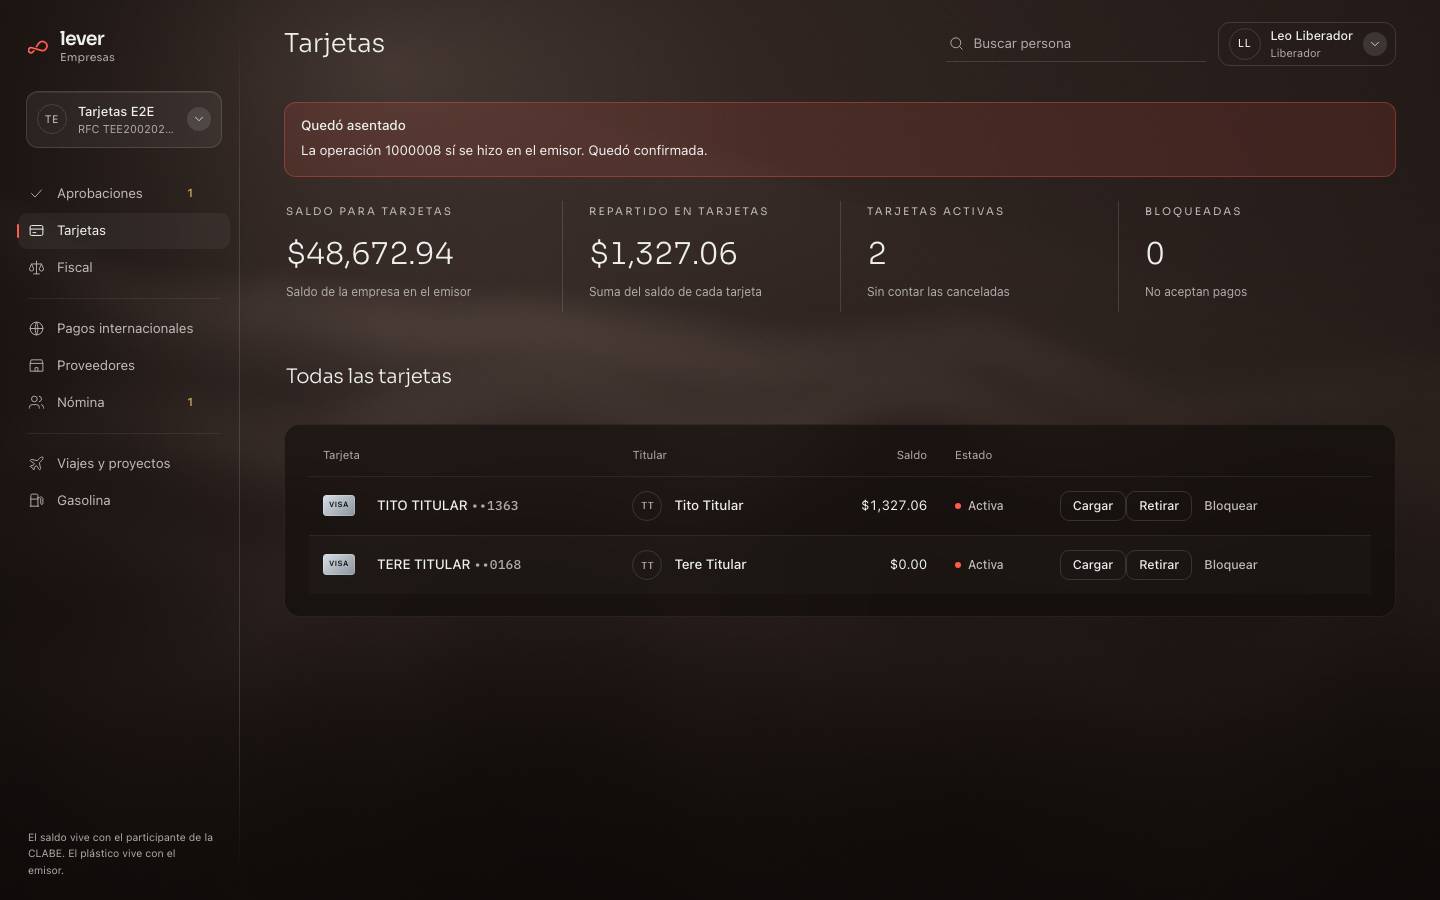 lever
Empresas
TE
Tarjetas E2E
RFC TEE200202...
Aprobaciones 1
Tarjetas
Fiscal
Pagos internacionales
Proveedores
Nómina 1
Viajes y proyectos
Gasolina
El saldo vive con el participante de la
CLABE. El plástico vive con el
emisor.
Tarjetas
Buscar persona
LL
Leo Liberador
Liberador
Quedó asentado
La operación 1000008 sí se hizo en el emisor. Quedó confirmada.
SALDO PARA TARJETAS
$48,672.94
Saldo de la empresa en el emisor
REPARTIDO EN TARJETAS
$1,327.06
Suma del saldo de cada tarjeta
TARJETAS ACTIVAS
2
Sin contar las canceladas
BLOQUEADAS
0
No aceptan pagos
Todas las tarjetas
Tarjeta Titular Saldo Estado
VISA TITO TITULAR ••1363 TT Tito Titular $1,327.06 Activa Cargar Retirar Bloquear
VISA TERE TITULAR ••0168 TT Tere Titular $0.00 Activa Cargar Retirar Bloquear